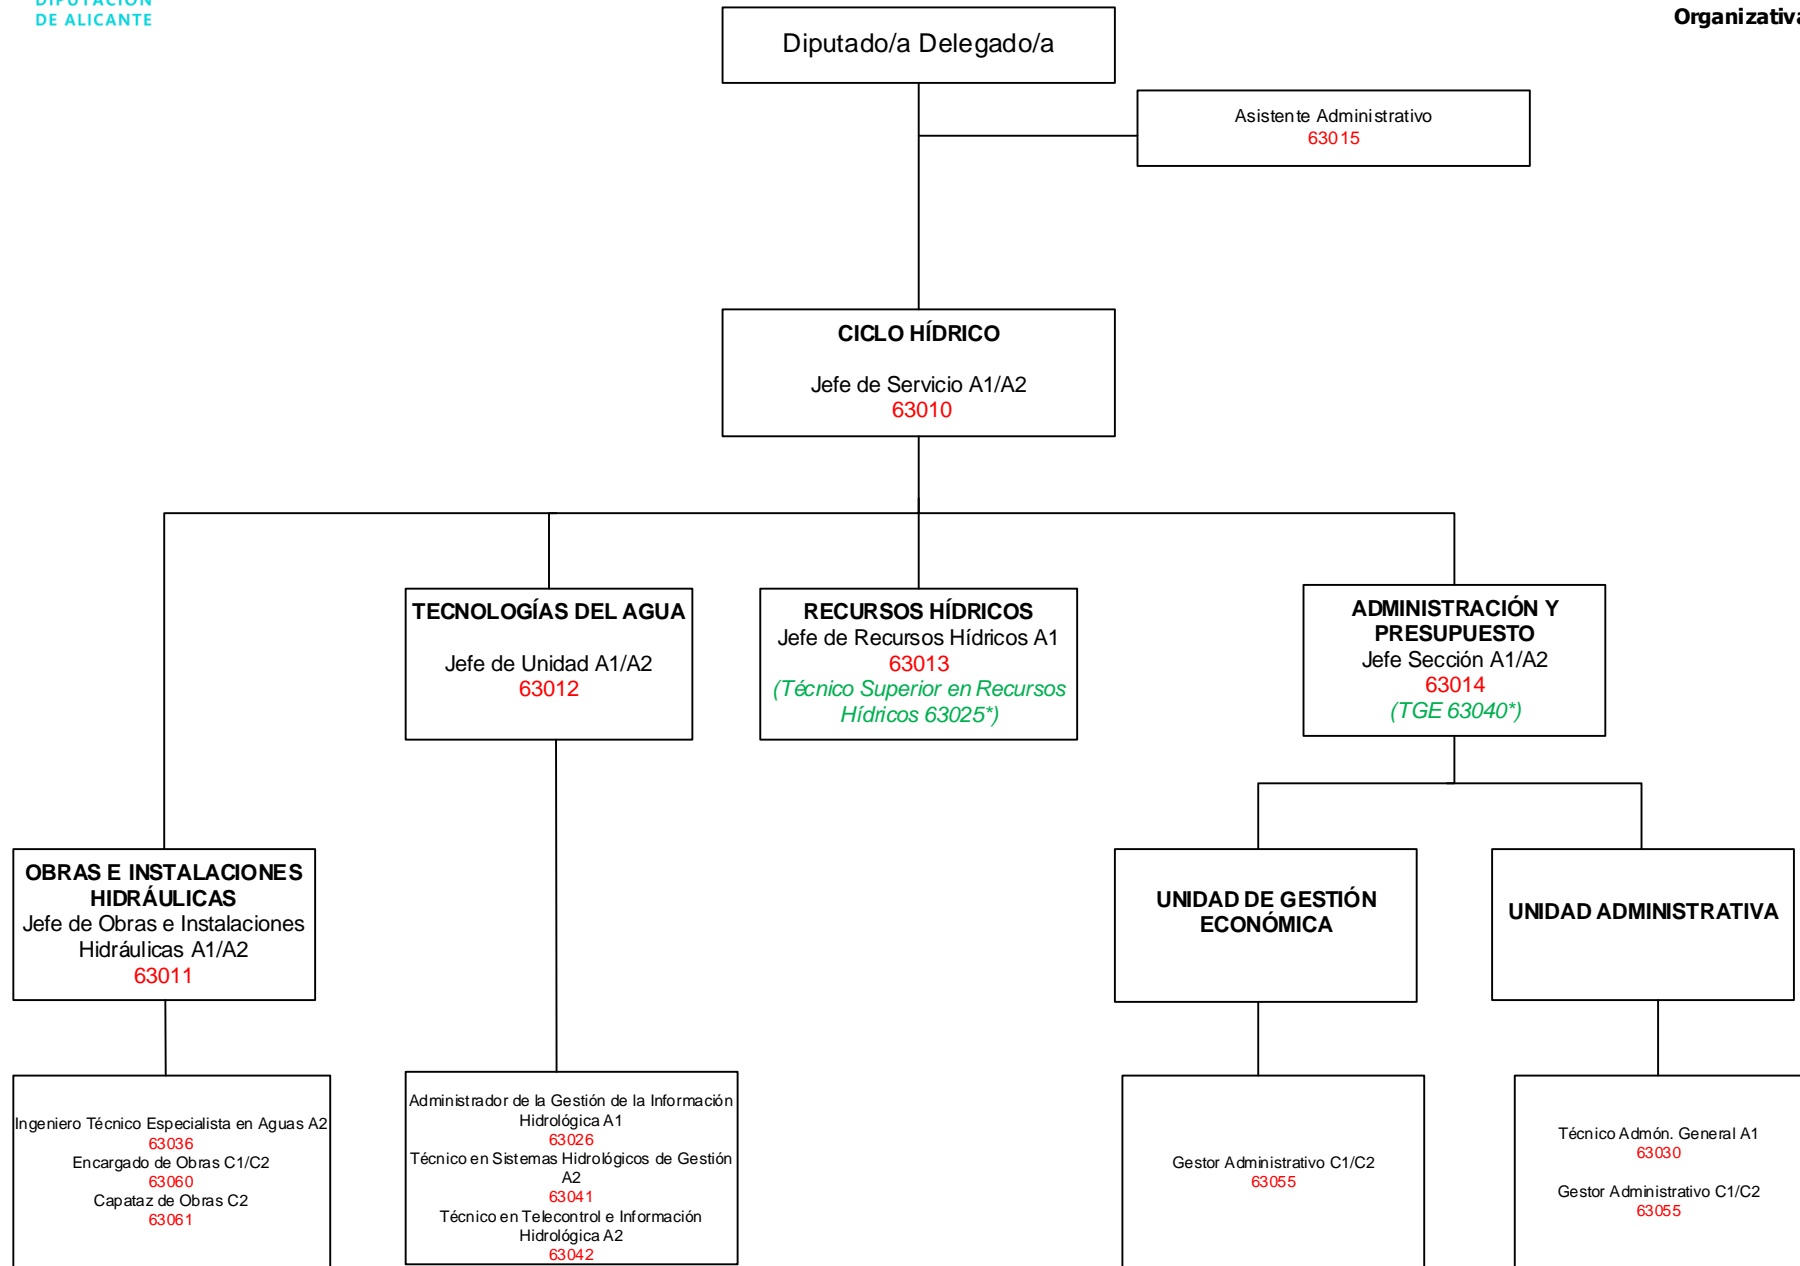 DIPUTACIÓN
DE ALICANTE
Organizativa
Diputado/a Delegado/a
Asistente Administrativo
63015
CICLO HÍDRICO
Jefe de Servicio A1/A2
63010
TECNOLOGÍAS DEL AGUA
Jefe de Unidad A1/A2
63012
RECURSOS HÍDRICOS
Jefe de Recursos Hídricos A1
63013
(Técnico Superior en Recursos
Hídricos 63025*)
ADMINISTRACIÓN Y
PRESUPUESTO
Jefe Sección A1/A2
63014
(TGE 63040*)
OBRAS E INSTALACIONES
HIDRÁULICAS
Jefe de Obras e Instalaciones
Hidráulicas A1/A2
63011
UNIDAD DE GESTIÓN
ECONÓMICA
UNIDAD ADMINISTRATIVA
Ingeniero Técnico Especialista en Aguas A2
63036
Encargado de Obras C1/C2
63060
Capataz de Obras C2
63061
Administrador de la Gestión de la Información
Hidrológica A1
63026
Técnico en Sistemas Hidrológicos de Gestión
A2
63041
Técnico en Telecontrol e Información
Hidrológica A2
63042
Gestor Administrativo C1/C2
63055
Técnico Admón. General A1
63030
Gestor Administrativo C1/C2
63055